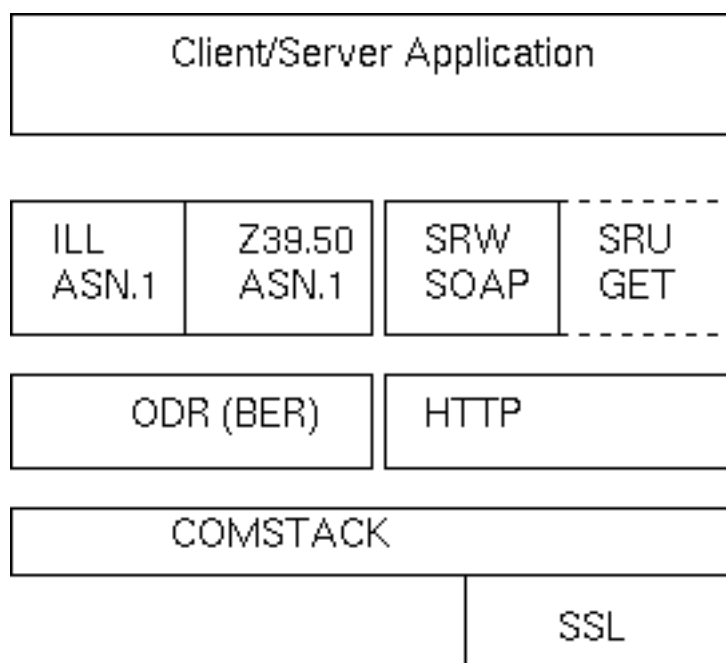 Client/Server Application
ILL
ASN.1
Z39.50
ASN.1
SRW
SOAP
SRU
GET
ODR (BER)
HTTP
COMSTACK
SSL